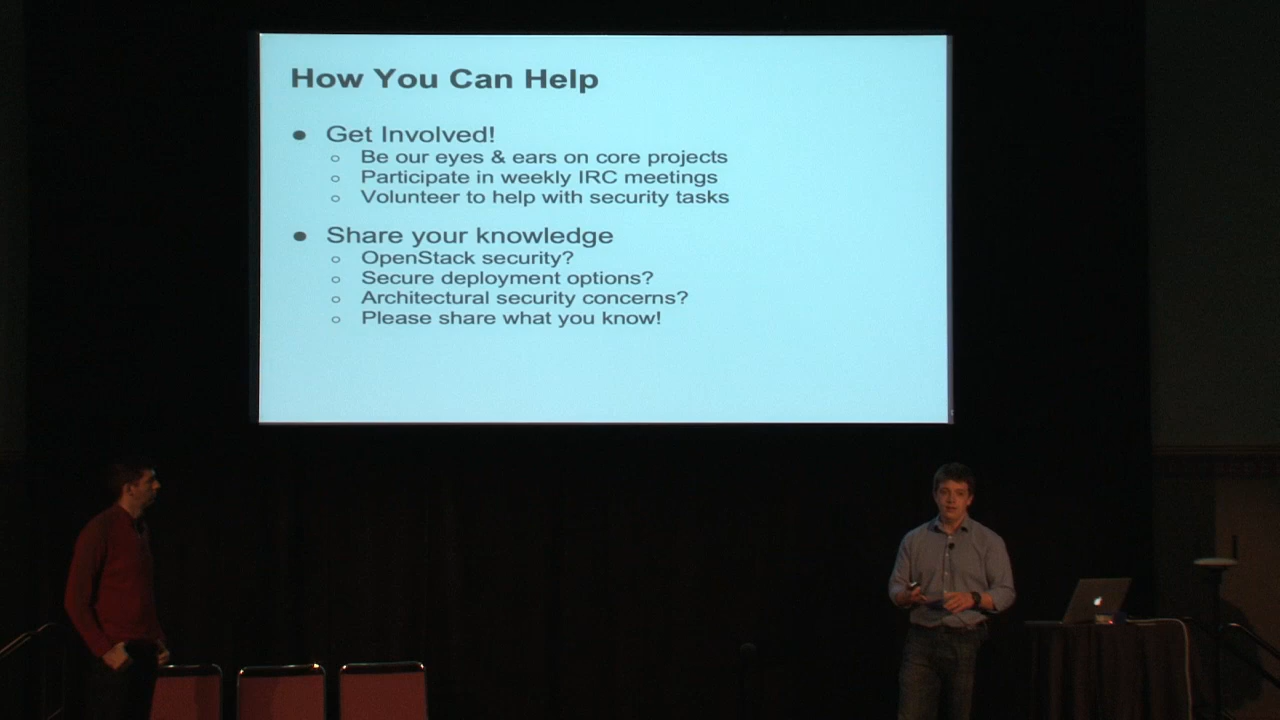 How You Can Help
● Get Involved!
○ Be our eyes & ears on core projects
○ Participate in weekly IRC meetings
○ Volunteer to help with security tasks
● Share your knowledge
○ OpenStack security?
○ Secure deployment options?
○ Architectural security concerns?
○ Please share what you know!